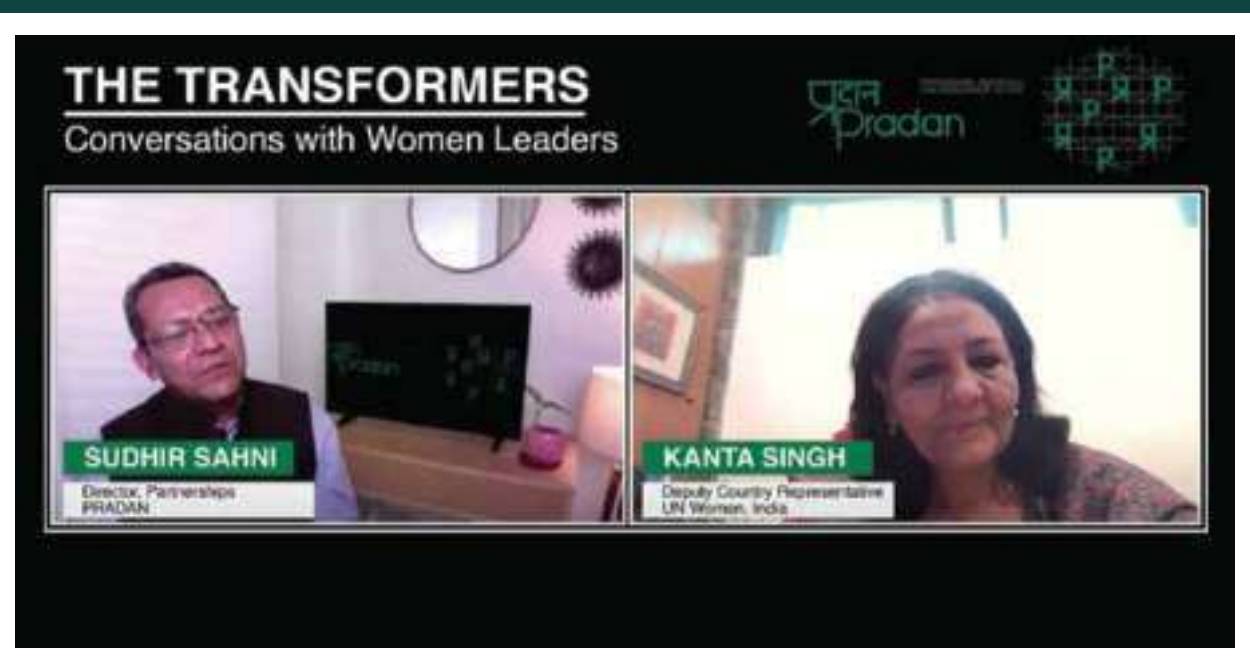 THE TRANSFORMERS
Conversations with Women Leaders
प्रदान
Pradan
P
Я Я P
P
Я Я
P
Pradan
SUDHIR SAHNI
Director, Partnerships
PRADAN
KANTA SINGH
Deputy Country Representative
UN Women, India